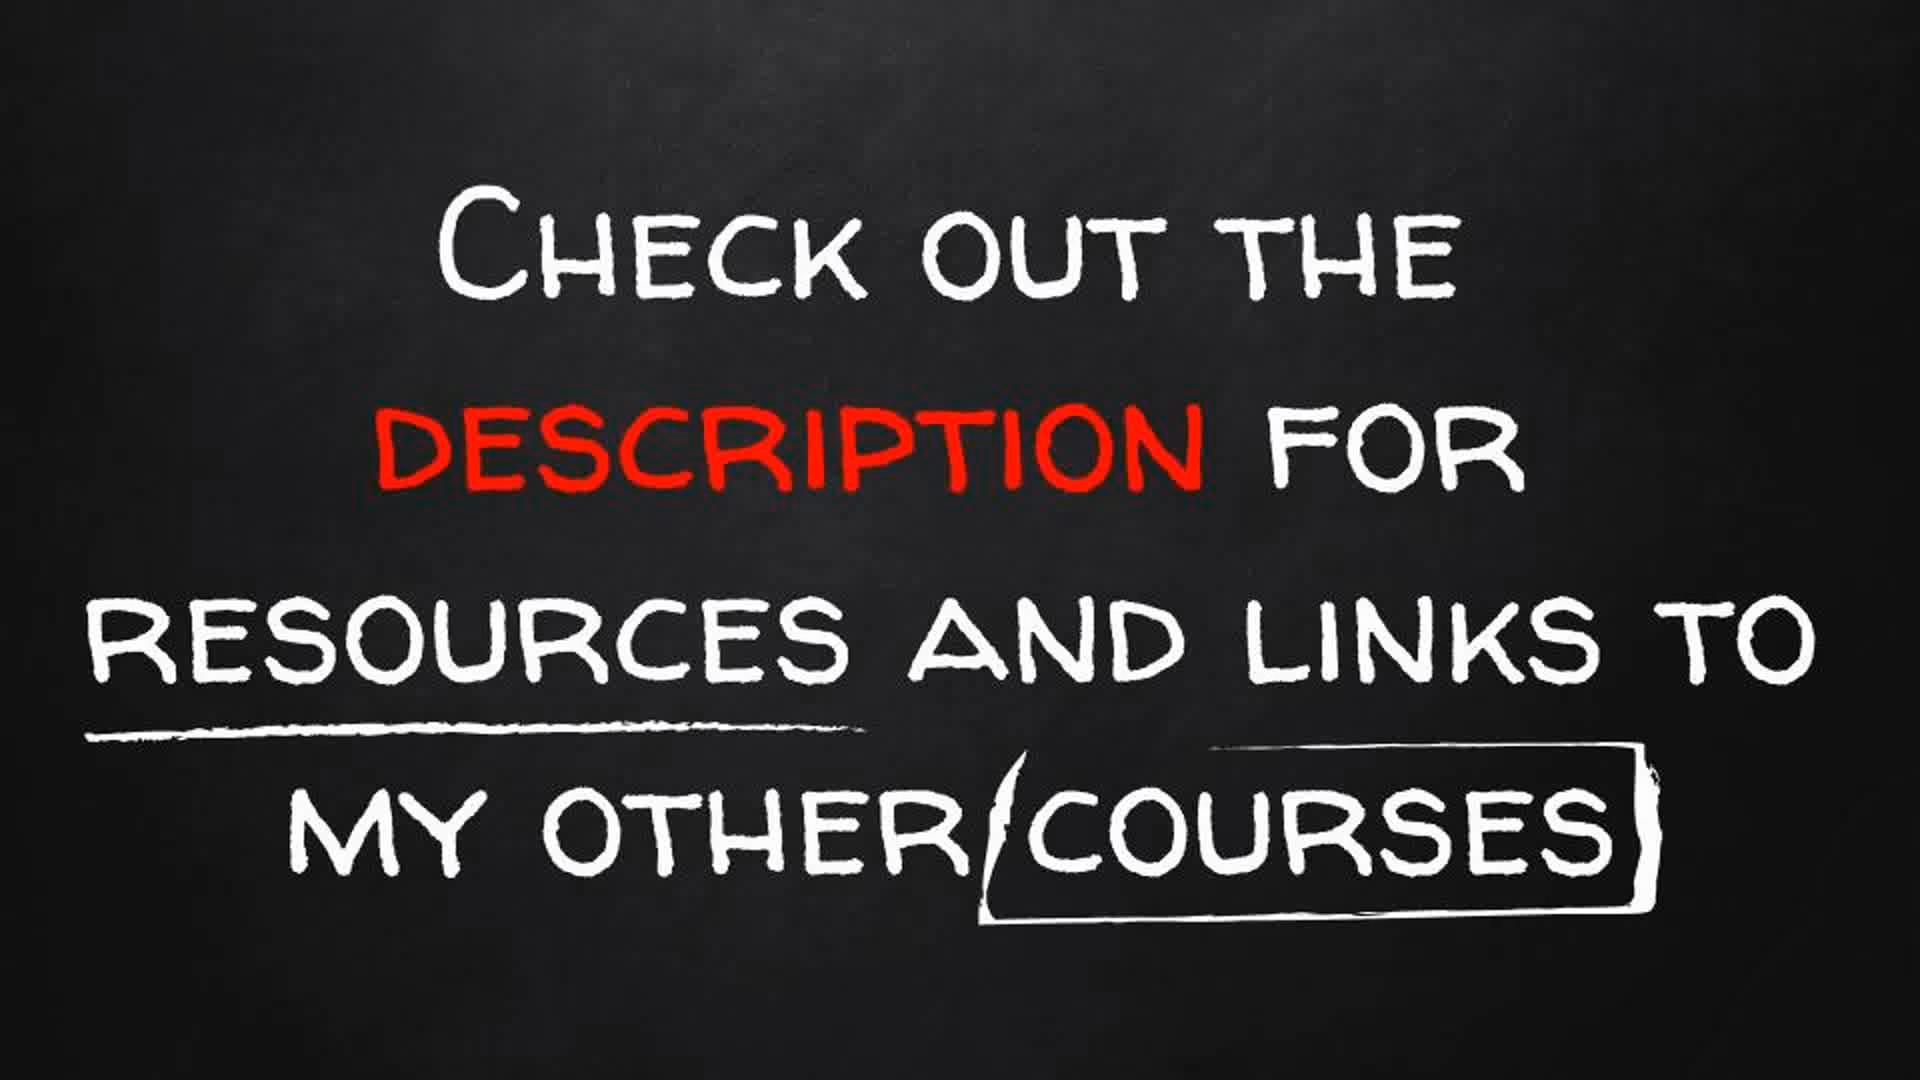 Check out the
description for
resources and links to
my other courses